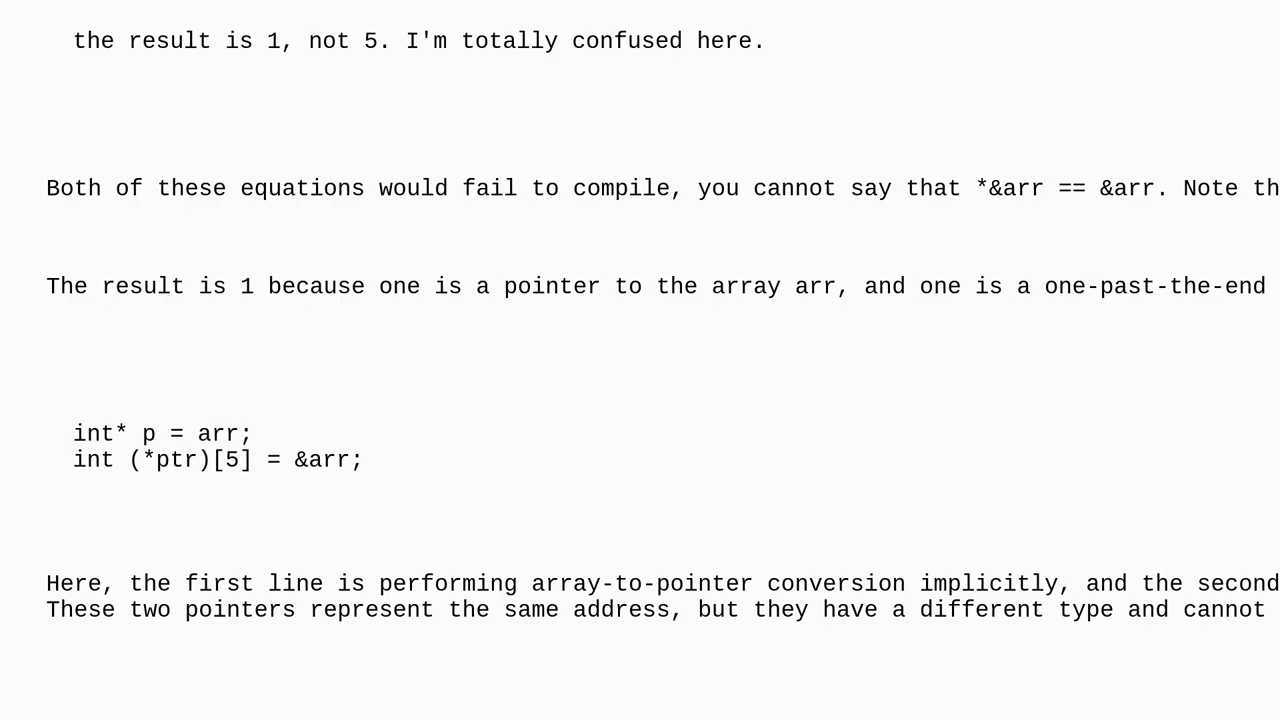 the result is 1, not 5. I'm totally confused here.
Both of these equations would fail to compile, you cannot say that *&arr == &arr. Note th
The result is 1 because one is a pointer to the array arr, and one is a one-past-the-end
int* p = arr;
int (*ptr)[5] = &arr;
Here, the first line is performing array-to-pointer conversion implicitly, and the second
These two pointers represent the same address, but they have a different type and cannot